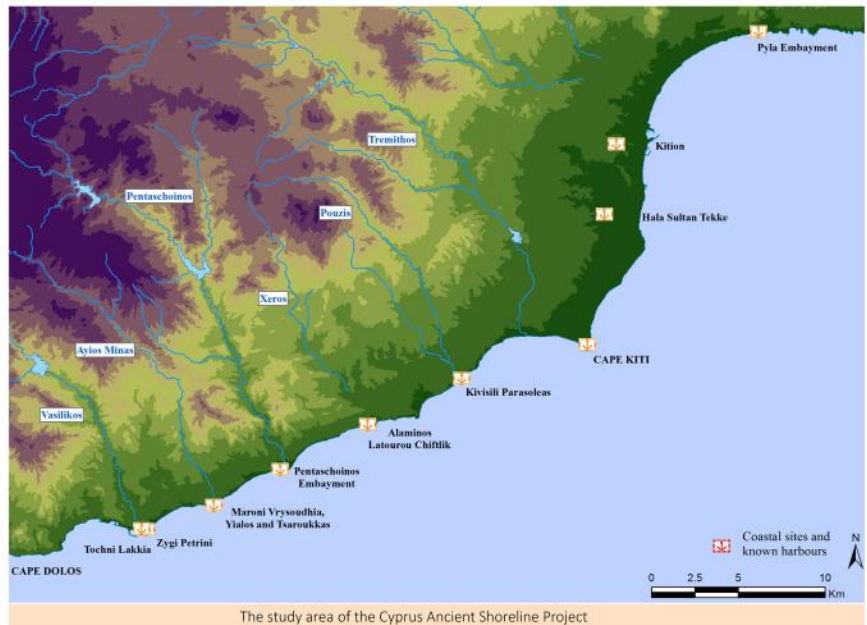 Pyla Embayment
Kition
Tremithos
Pentaschoinos
Pouzis
Hala Sultan Tekke
Xeros
Ayios Minas
CAPE KITI
Kivisili Parasoleas
Vasilikos
Alaminos
Latourou Chiftlik
Pentaschoinos
Embayment
Maroni Vrysoudhia,
Yialos and Tsaroukkas
Zygi Petrini
Tochni Lakkia
CAPE DOLOS
Coastal sites and
known harbours
N
0 2.5 5 10
Km
The study area of the Cyprus Ancient Shoreline Project